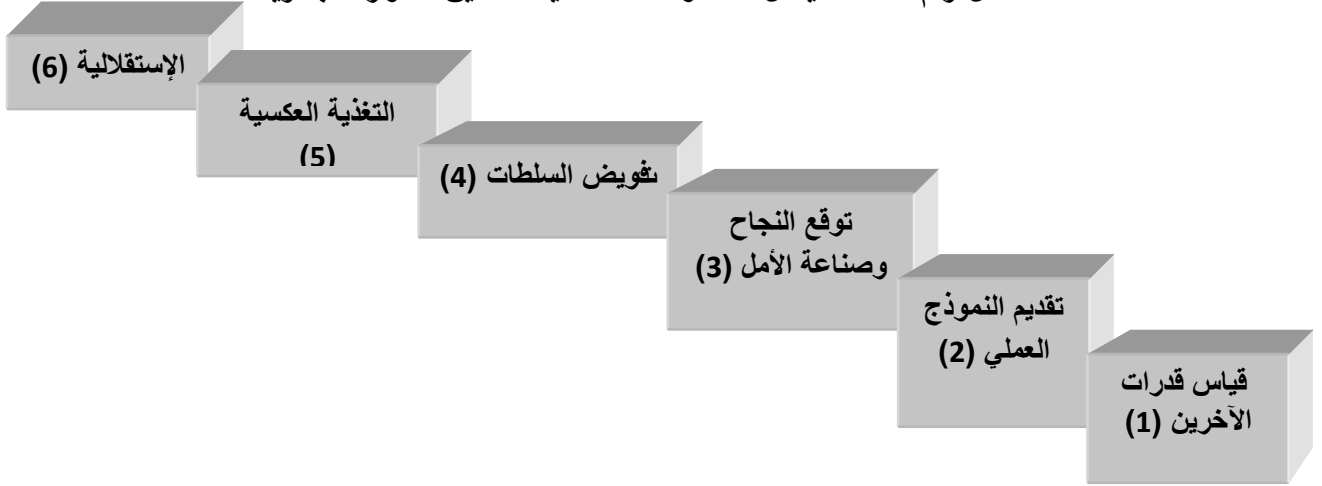 الإستقلالية (6)
التغذية العكسية
(5)
تفويض السلطات (4)
توقع النجاح
وصناعة الأمل (3)
تقديم النموذج
العملي (2)
قياس قدرات
الآخرين (1)